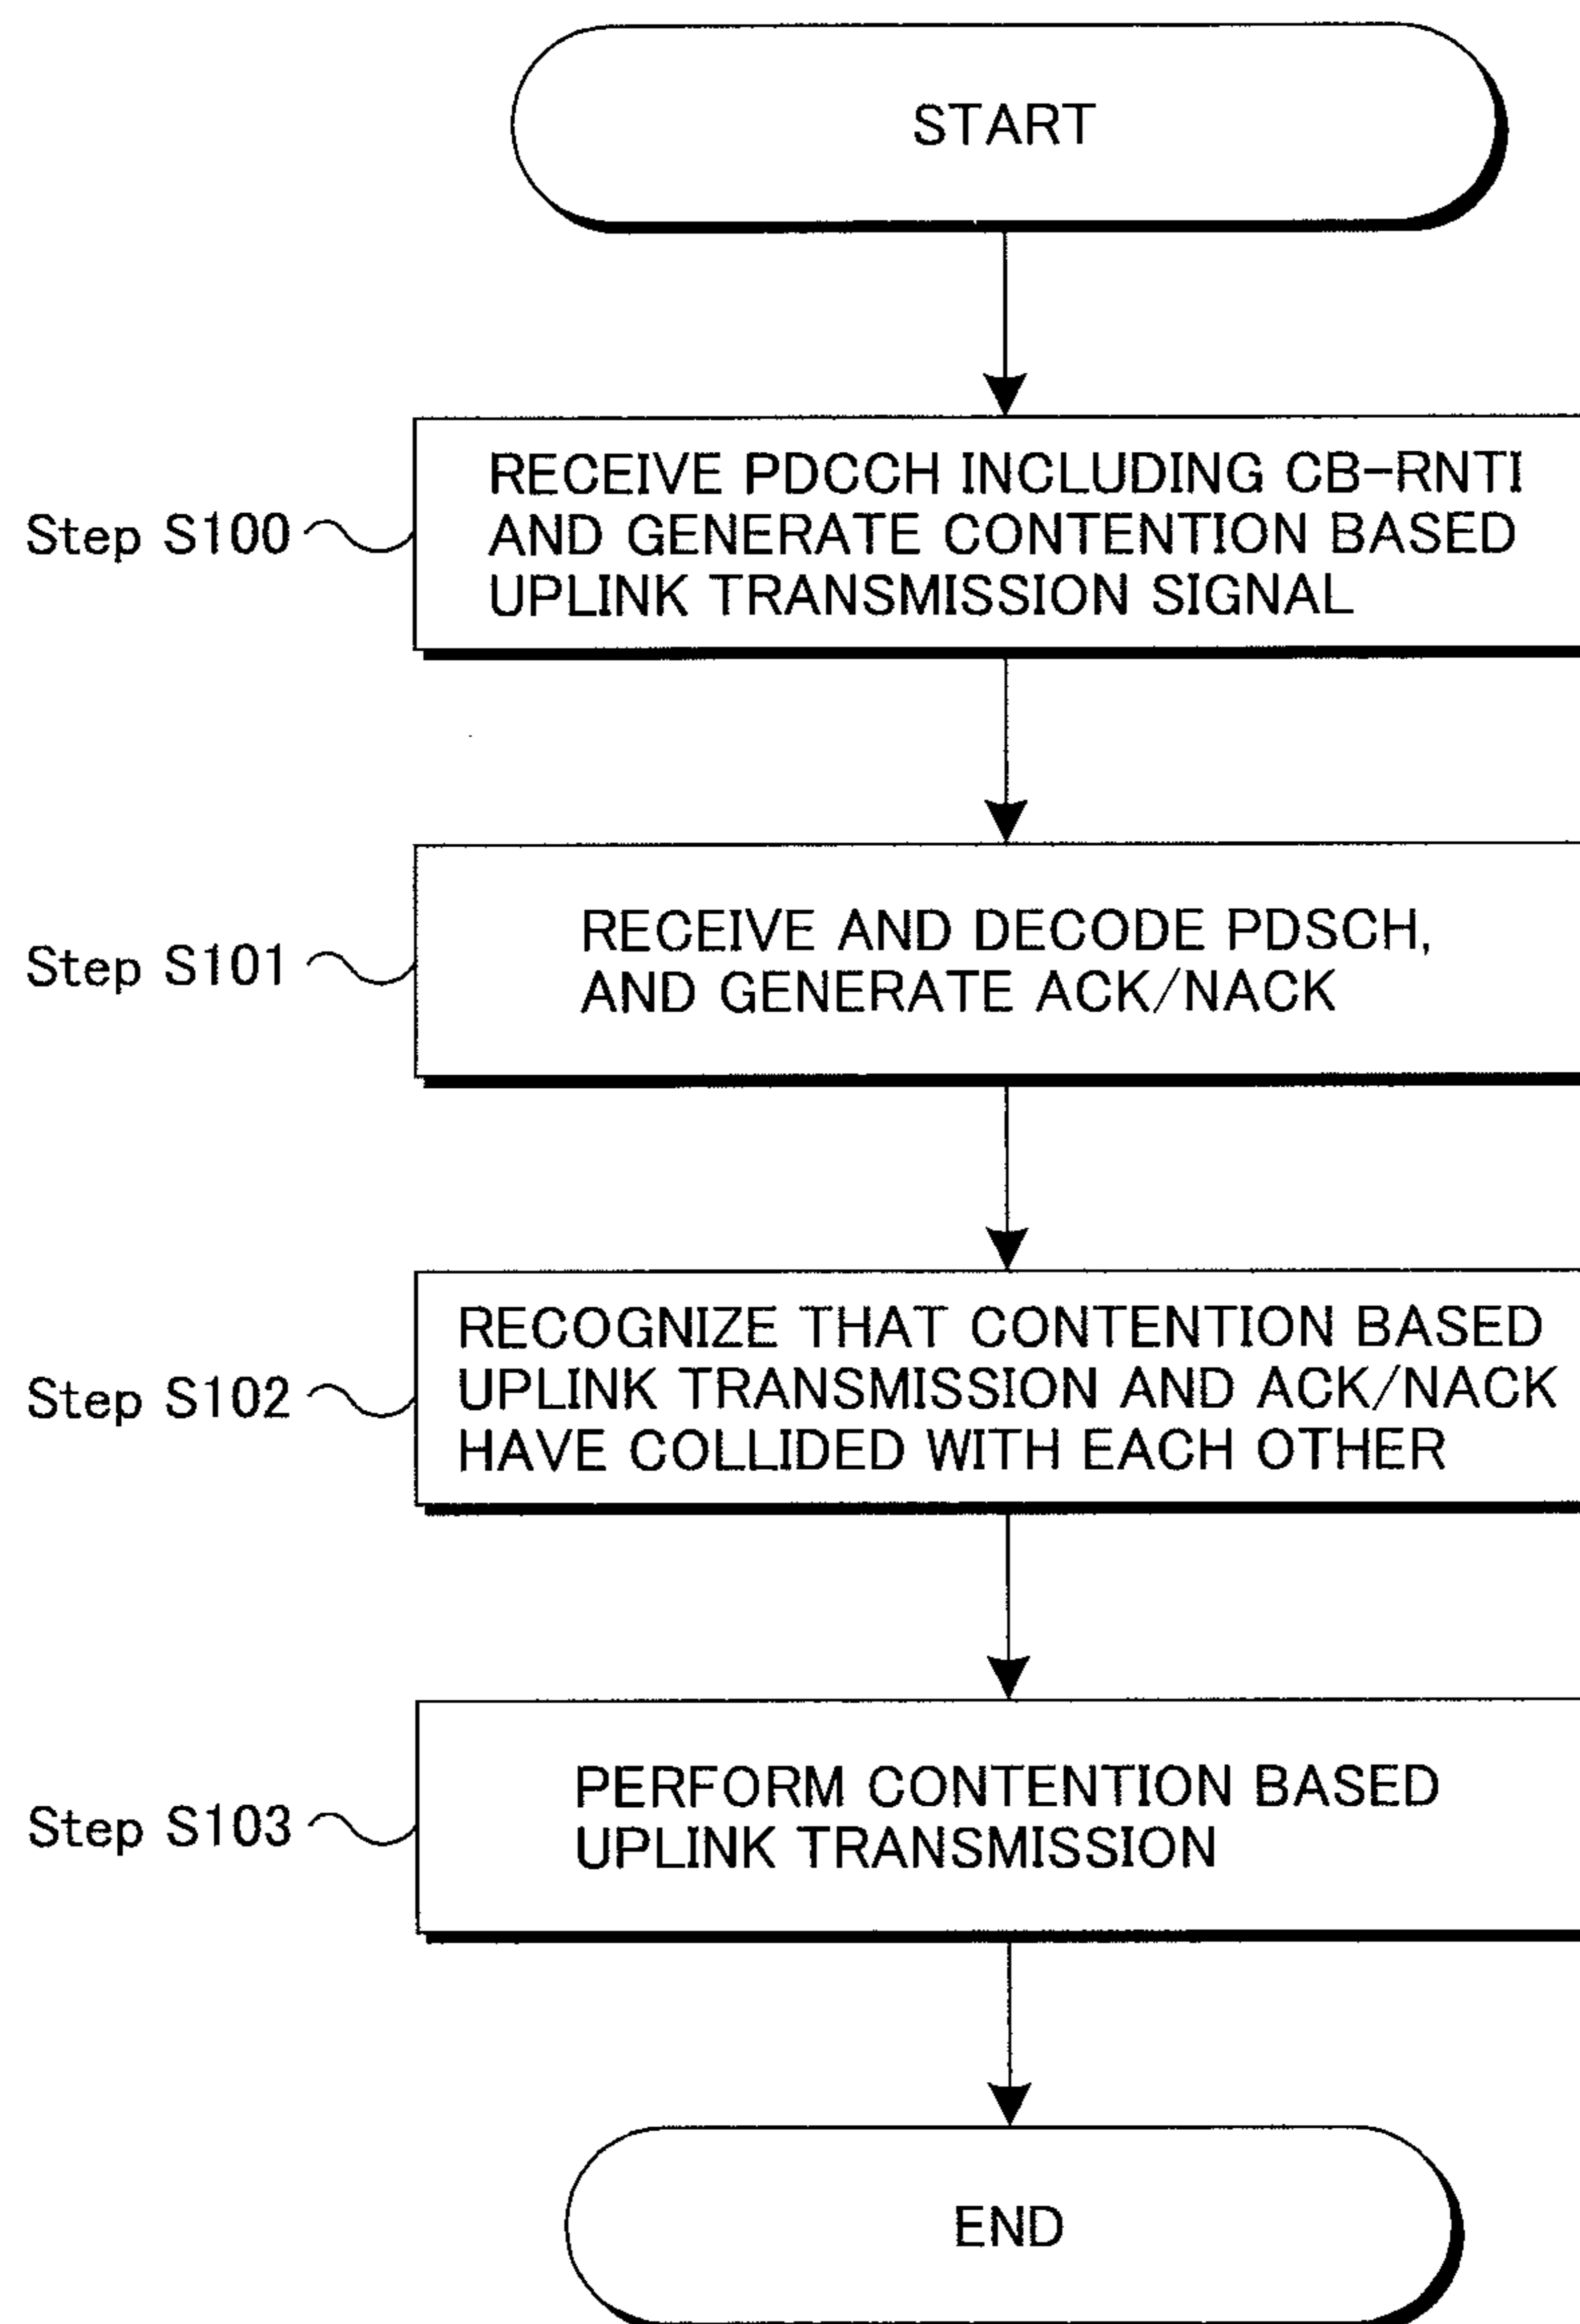 START
RECEIVE PDCCH INCLUDING CB-RNTI
AND GENERATE CONTENTION BASED
UPLINK TRANSMISSION SIGNAL
Step S100
RECEIVE AND DECODE PDSCH,
AND GENERATE ACK/NACK
Step S101
RECOGNIZE THAT CONTENTION BASED
UPLINK TRANSMISSION AND ACK/NACK
HAVE COLLIDED WITH EACH OTHER
Step S102
PERFORM CONTENTION BASED
UPLINK TRANSMISSION
Step S103
END